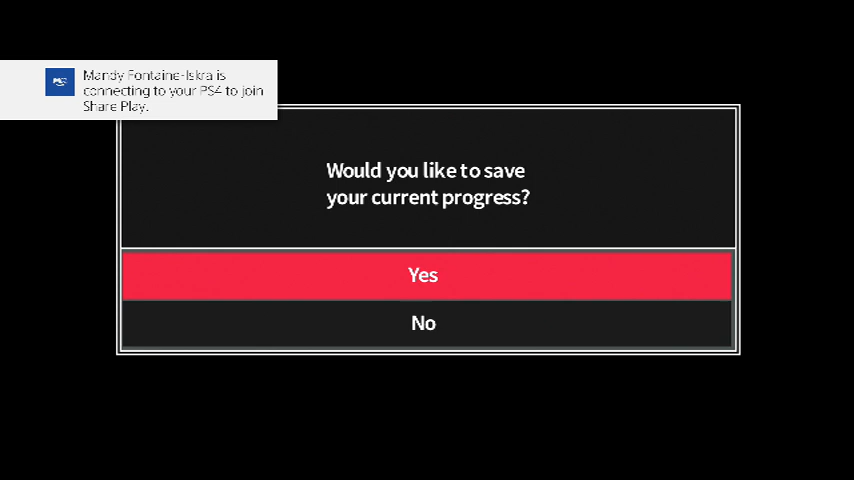 Mandy Fontaine-Iskra is
connecting to your PS4 to join
Share Play.
Would you like to save
your current progress?
Yes
No